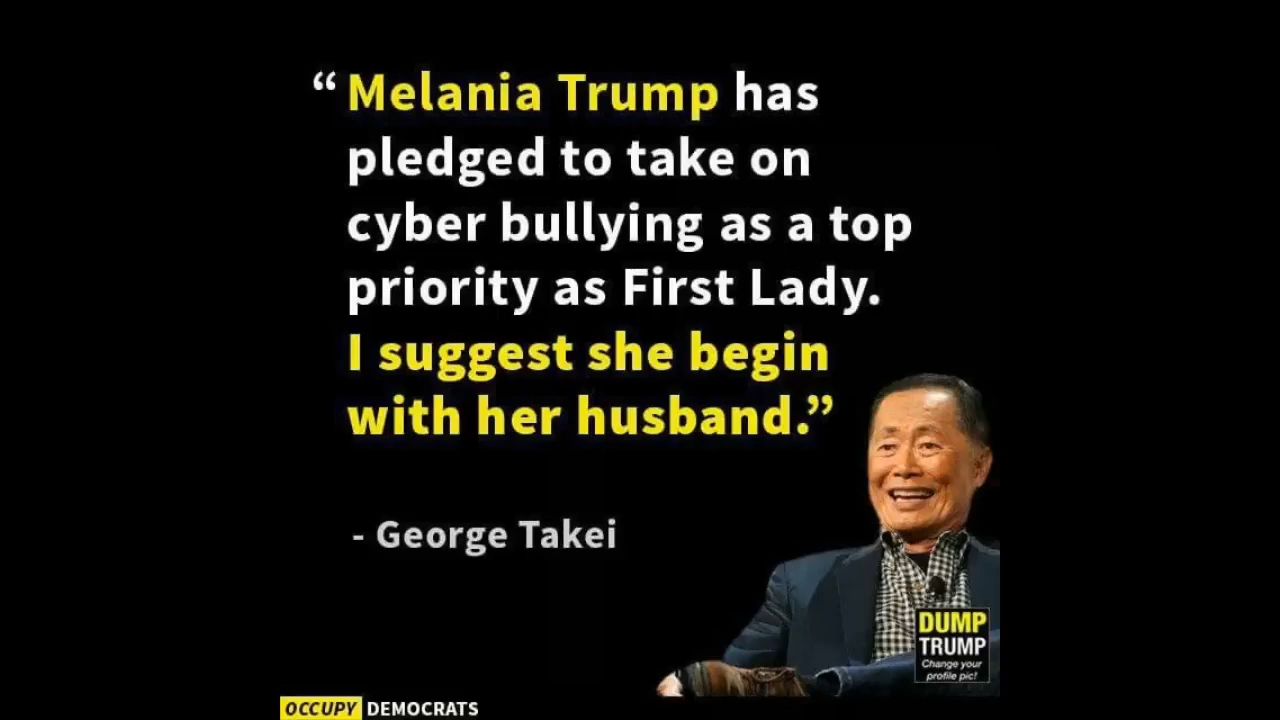 “Melania Trump has
pledged to take on
cyber bullying as a top
priority as First Lady.
I suggest she begin
with her husband.”
- George Takei
DUMP
TRUMP
Change your
profile pic!
OCCUPY DEMOCRATS